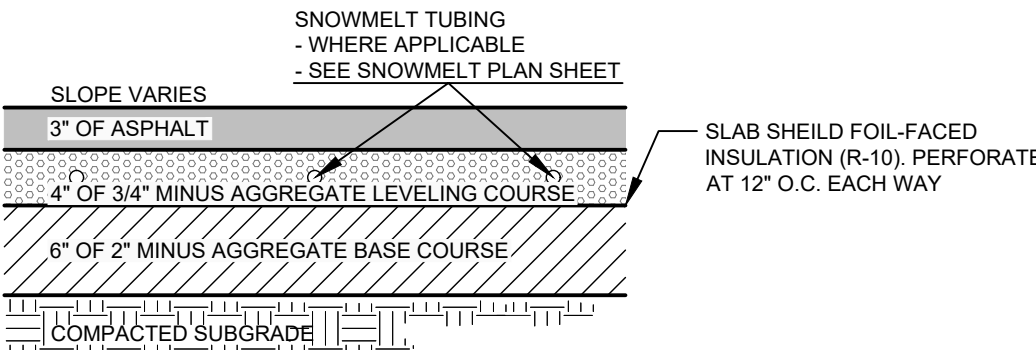 SNOWMELT TUBING
- WHERE APPLICABLE
- SEE SNOWMELT PLAN SHEET
SLOPE VARIES
3" OF ASPHALT
SLAB SHEILD FOIL-FACED
INSULATION (R-10). PERFORATE
AT 12" O.C. EACH WAY
4" OF 3/4" MINUS AGGREGATE LEVELING COURSE
6" OF 2" MINUS AGGREGATE BASE COURSE
COMPACTED SUBGRADE